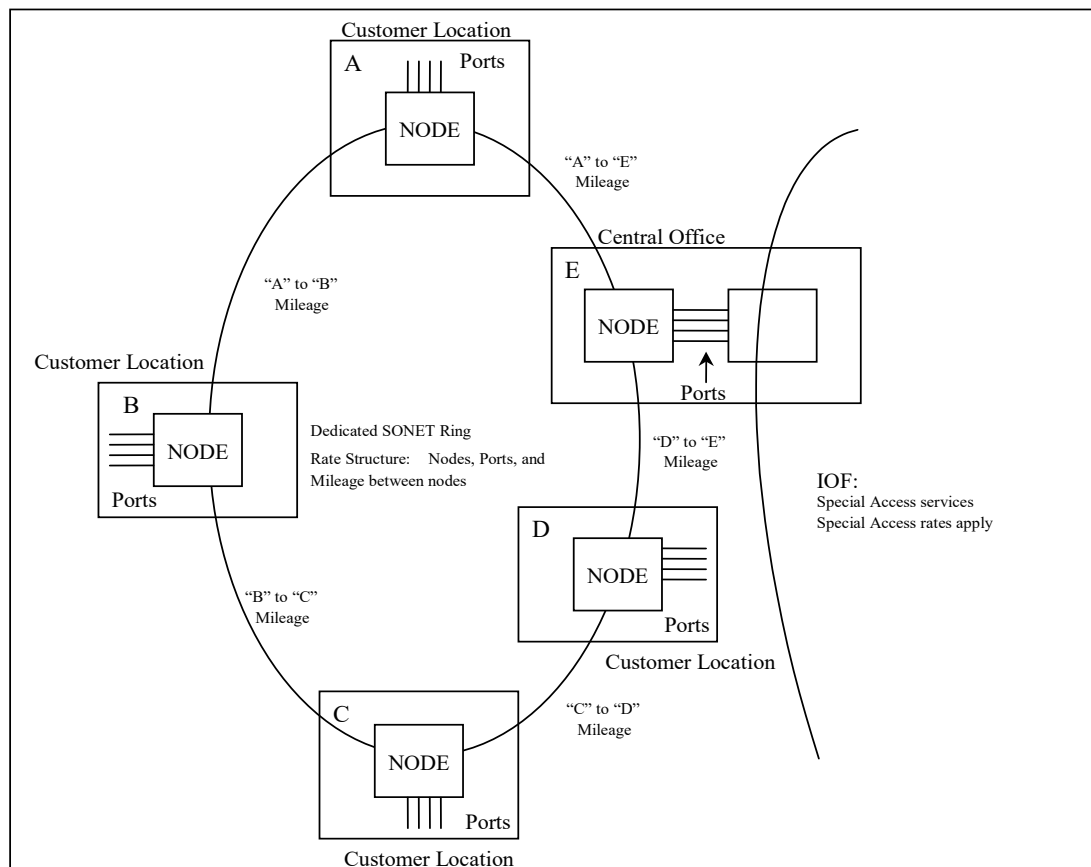 Customer Location
A
Ports
NODE
“A” to “E”
Mileage
Central Office
E
NODE
Ports
“A” to “B”
Mileage
Customer Location
B
NODE
Ports
Dedicated SONET Ring
Rate Structure: Nodes, Ports, and
Mileage between nodes
“D” to “E”
Mileage
IOF:
Special Access services
Special Access rates apply
D
NODE
Ports
Customer Location
“B” to “C”
Mileage
“C” to “D”
Mileage
C
NODE
Ports
Customer Location